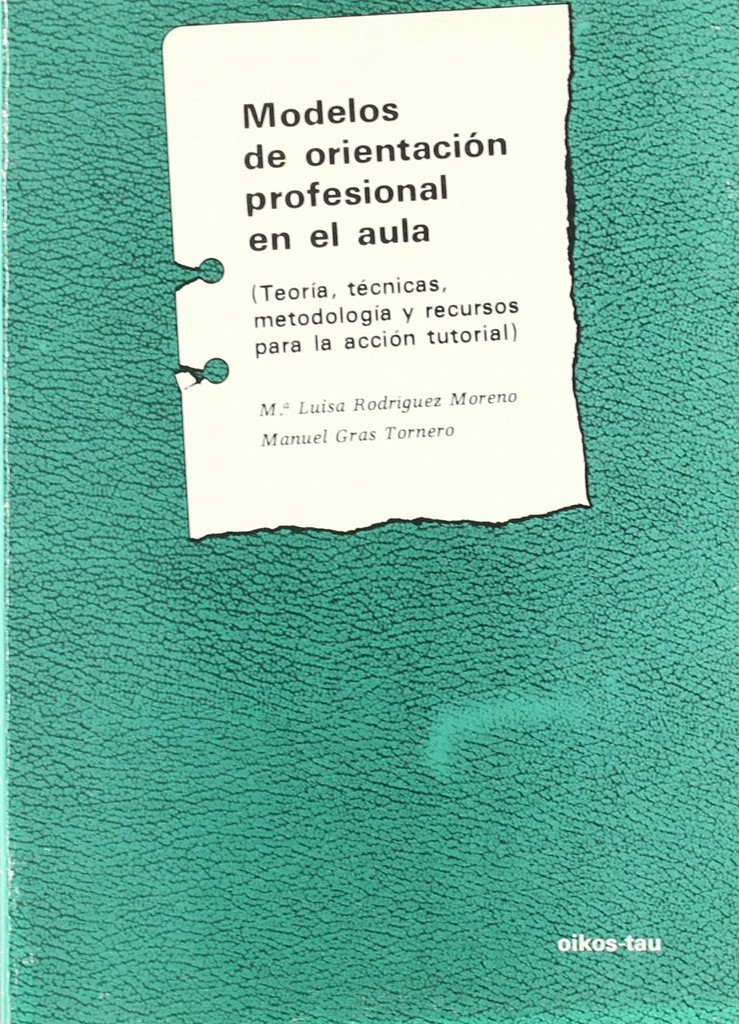 Modelos
de orientación
profesional
en el aula
(Teoría, técnicas,
metodología y recursos
para la acción tutorial)
M.ª Luisa Rodriguez Moreno
Manuel Gras Tornero
oikos-tau